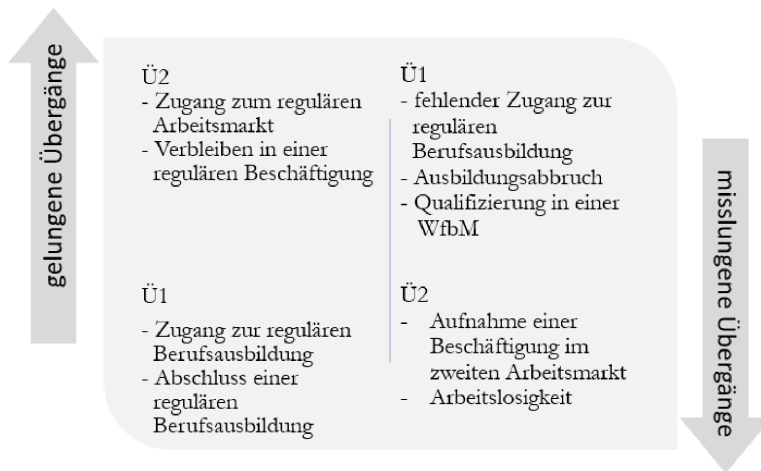 gelungene Übergänge
Ü2
- Zugang zum regulären
Arbeitsmarkt
- Verbleiben in einer
regulären Beschäftigung
Ü1
- Zugang zur regulären
Berufsausbildung
- Abschluss einer
regulären
Berufsausbildung
Ü1
- fehlender Zugang zur
regulären
Berufsausbildung
- Ausbildungsabbruch
- Qualifizierung in einer
WfbM
Ü2
- Aufnahme einer
Beschäftigung im
zweiten Arbeitsmarkt
- Arbeitslosigkeit
misslungene Übergänge